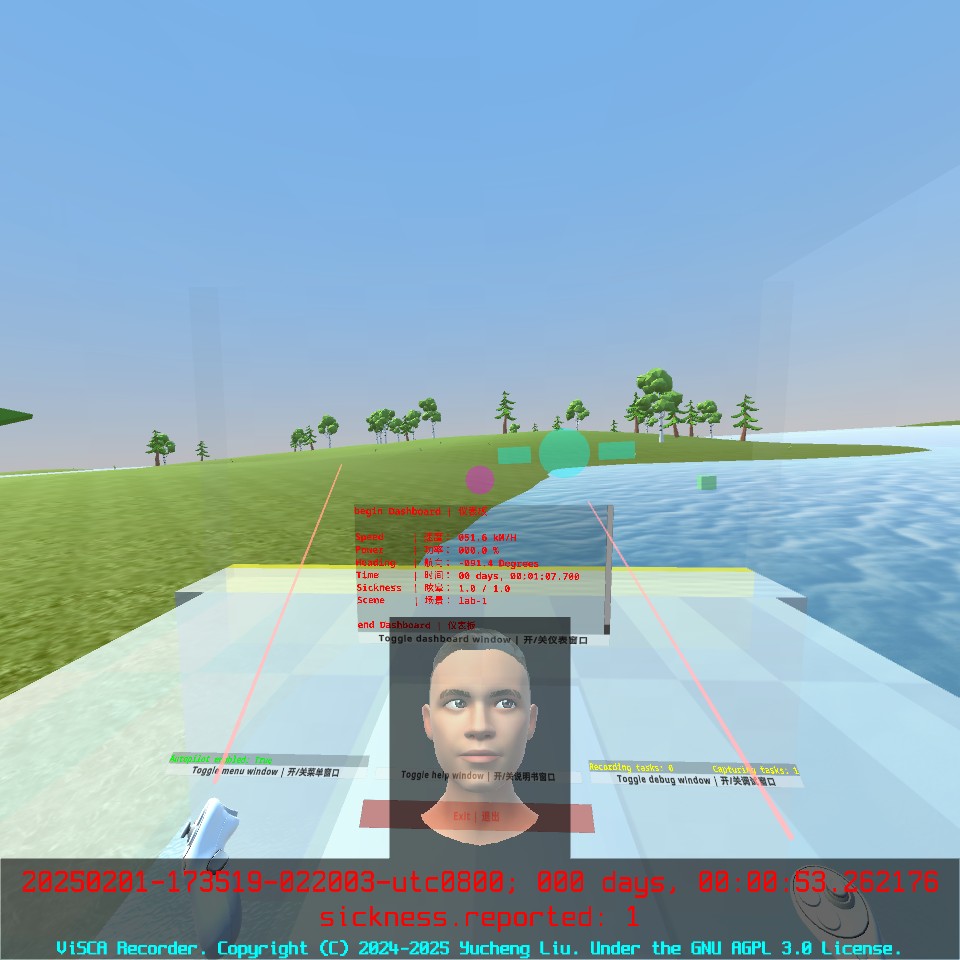 begin Dashboard | 仪表板
Speed | 速度: 051.6 kM/H
Power | 功率: 000.0 %
Heading | 航向: -091.4 Degrees
Time | 时间: 00 days, 00:01:07.700
Sickness | 眩晕: 1.0 / 1.0
Scene | 场景: lab-1
end Dashboard | 仪表板
Toggle dashboard window | 开/关仪表窗口
Autopilot enabled: True
Toggle menu window | 开/关菜单窗口
Toggle help window | 开/关说明书窗口
Recording tasks: 0 Capturing tasks: 1
Toggle debug window | 开/关调试窗口
Exit | 退出
20250201-173519-022003-utc0800; 000 days, 00:00:53.262176
sickness.reported: 1
ViSCA Recorder. Copyright (C) 2024-2025 Yucheng Liu. Under the GNU AGPL 3.0 License.